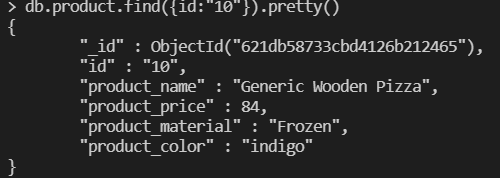 > db.product.find({id:"10"}).pretty()
{
"_id" : ObjectId("621db58733cbd4126b212465"),
"id" : "10",
"product_name" : "Generic Wooden Pizza",
"product_price" : 84,
"product_material" : "Frozen",
"product_color" : "indigo"
}